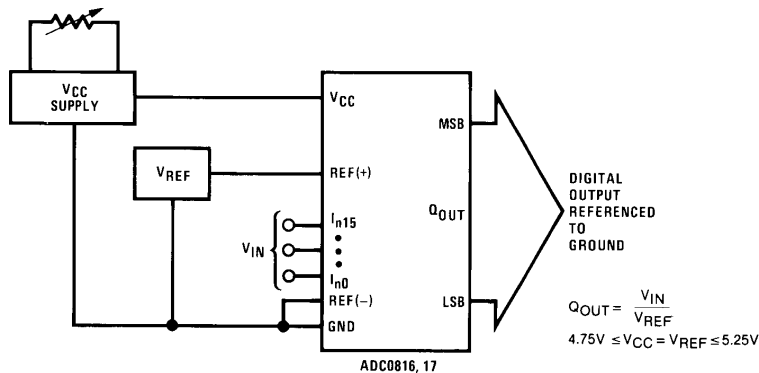 VCC
SUPPLY
VREF
VIN
VCC
REF(+)
In15
In0
REF(−)
GND
MSB
QOUT
LSB
ADC0816, 17
DIGITAL
OUTPUT
REFERENCED
TO
GROUND
QOUT = VIN / VREF
4.75V ≤ VCC = VREF ≤ 5.25V